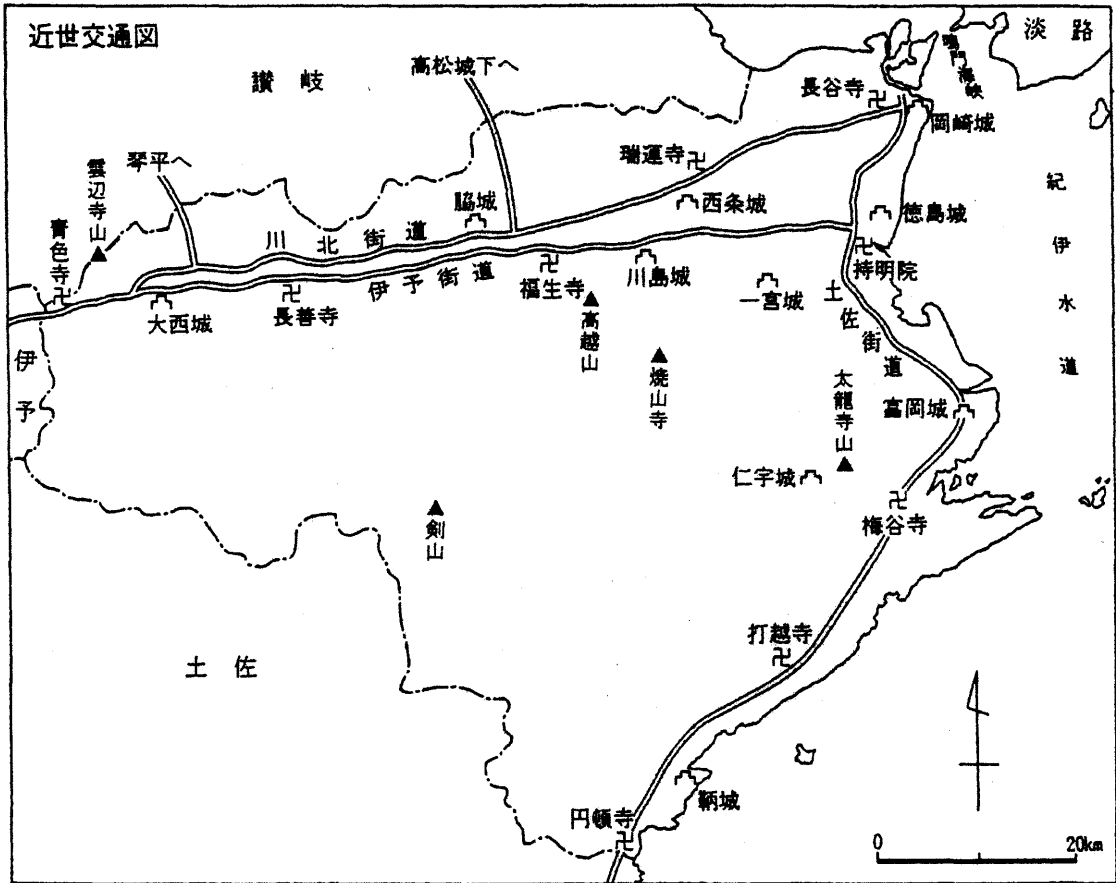 近世交通図
淡路
鳴門海峡
讃岐
高松城下へ
長谷寺
岡崎城
琴平へ
雲辺寺山
瑞運寺
紀伊水道
脇城
西条城
徳島城
青色寺
川北街道
持明院
伊予街道
福生寺
川島城
一宮城
大西城
長善寺
土佐街道
高越山
伊予
焼山寺
太龍寺山
富岡城
仁宇城
梅谷寺
剣山
打越寺
土佐
鞆城
円頓寺
0 20km